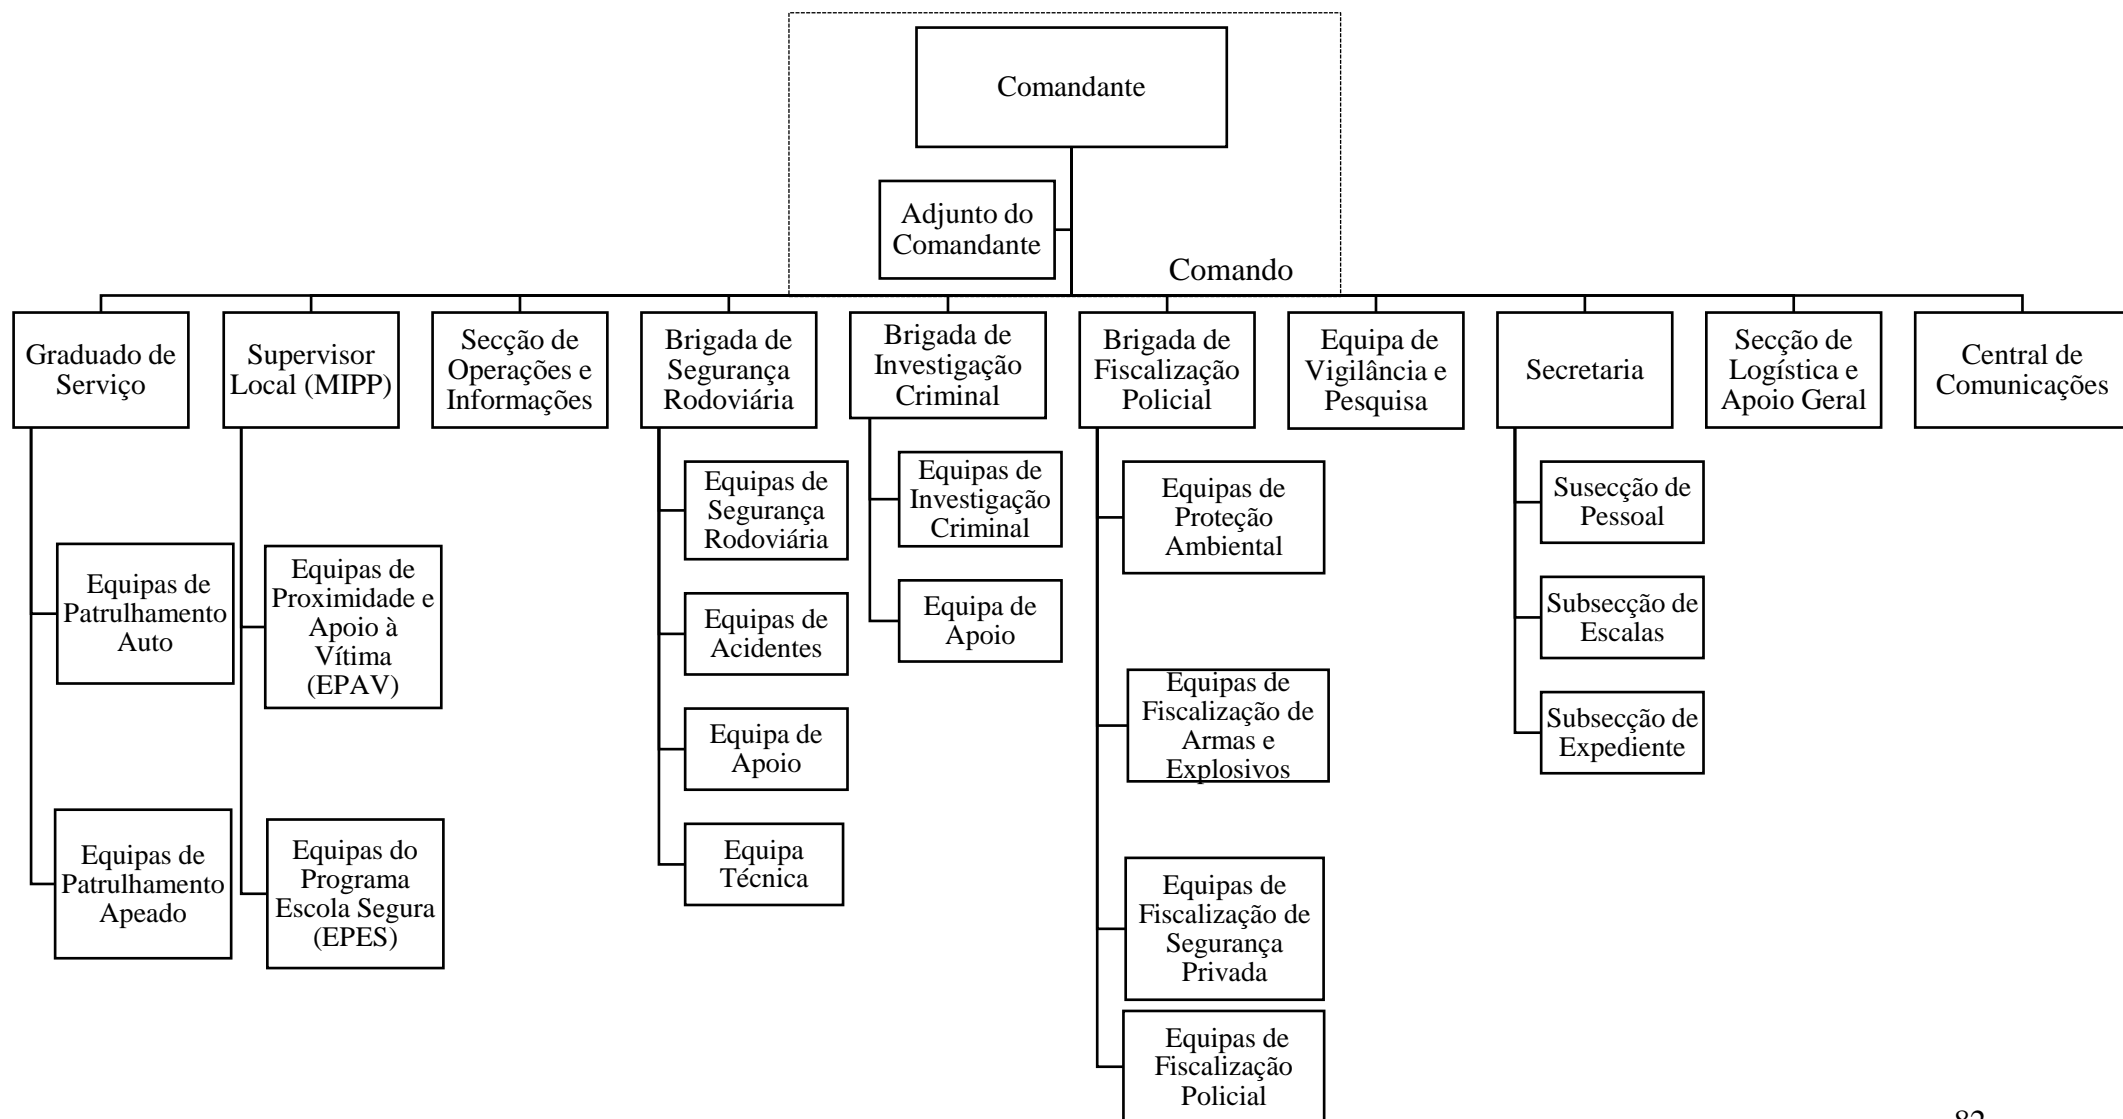 Comandante
Adjunto do
Comandante
Comando
Graduado de
Serviço
Supervisor
Local (MIPP)
Secção de
Operações e
Informações
Brigada de
Segurança
Rodoviária
Brigada de
Investigação
Criminal
Brigada de
Fiscalização
Policial
Equipa de
Vigilância e
Pesquisa
Secretaria
Secção de
Logística e
Apoio Geral
Central de
Comunicações
Equipas de
Patrulhamento
Auto
Equipas de
Patrulhamento
Apeado
Equipas de
Proximidade e
Apoio à
Vítima
(EPAV)
Equipas do
Programa
Escola Segura
(EPES)
Equipas de
Segurança
Rodoviária
Equipas de
Acidentes
Equipa de
Apoio
Equipa
Técnica
Equipas de
Investigação
Criminal
Equipa de
Apoio
Equipas de
Proteção
Ambiental
Equipas de
Fiscalização de
Armas e
Explosivos
Equipas de
Fiscalização de
Segurança
Privada
Equipas de
Fiscalização
Policial
Susecção de
Pessoal
Subsecção de
Escalas
Subsecção de
Expediente
82